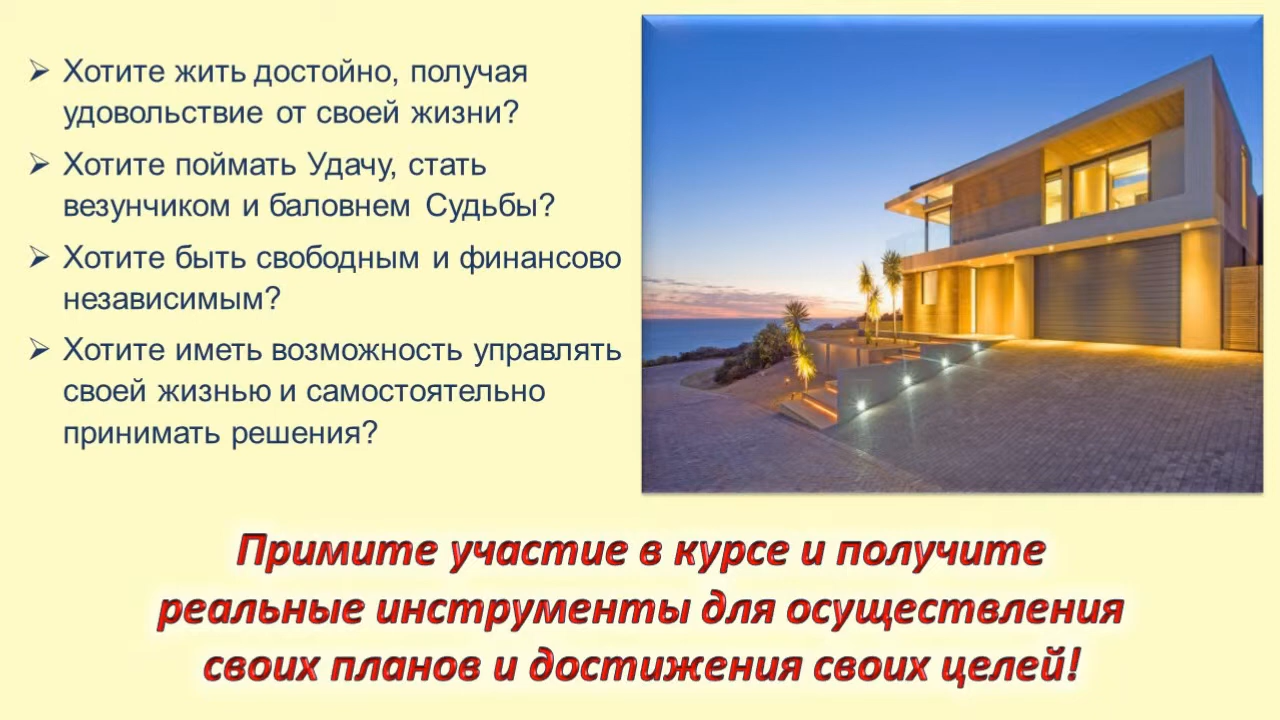 Хотите жить достойно, получая
удовольствие от своей жизни?
Хотите поймать Удачу, стать
везунчиком и баловнем Судьбы?
Хотите быть свободным и финансово
независимым?
Хотите иметь возможность управлять
своей жизнью и самостоятельно
принимать решения?
Примите участие в курсе и получите
реальные инструменты для осуществления
своих планов и достижения своих целей!